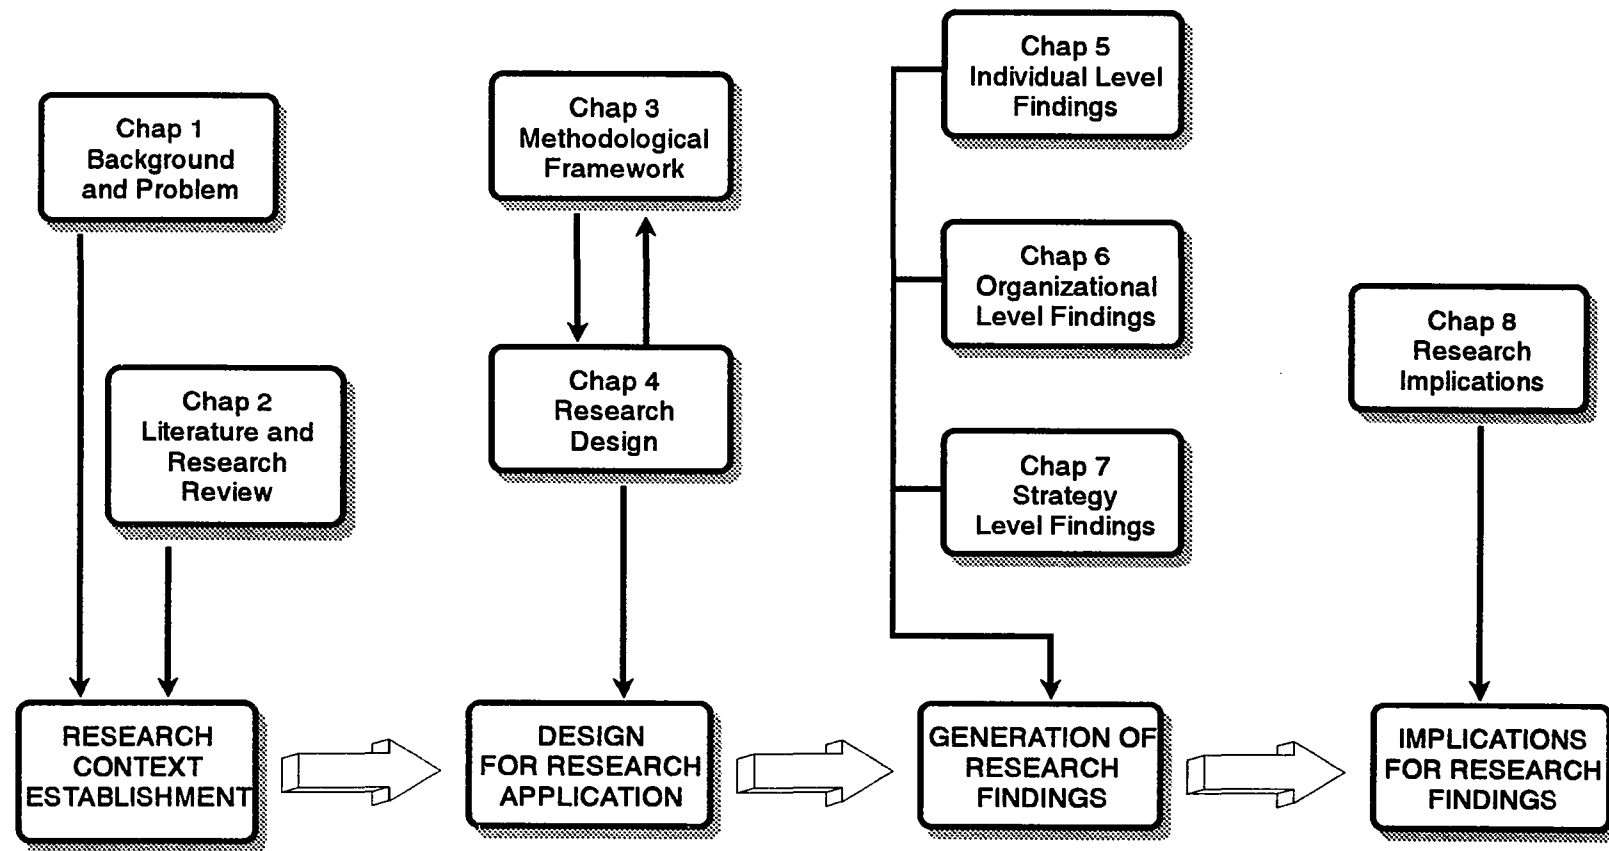 Chap 1
Background
and Problem
Chap 2
Literature and
Research
Review
RESEARCH
CONTEXT
ESTABLISHMENT
Chap 3
Methodological
Framework
Chap 4
Research
Design
DESIGN
FOR RESEARCH
APPLICATION
Chap 5
Individual Level
Findings
Chap 6
Organizational
Level Findings
Chap 7
Strategy
Level Findings
GENERATION OF
RESEARCH
FINDINGS
Chap 8
Research
Implications
IMPLICATIONS
FOR RESEARCH
FINDINGS